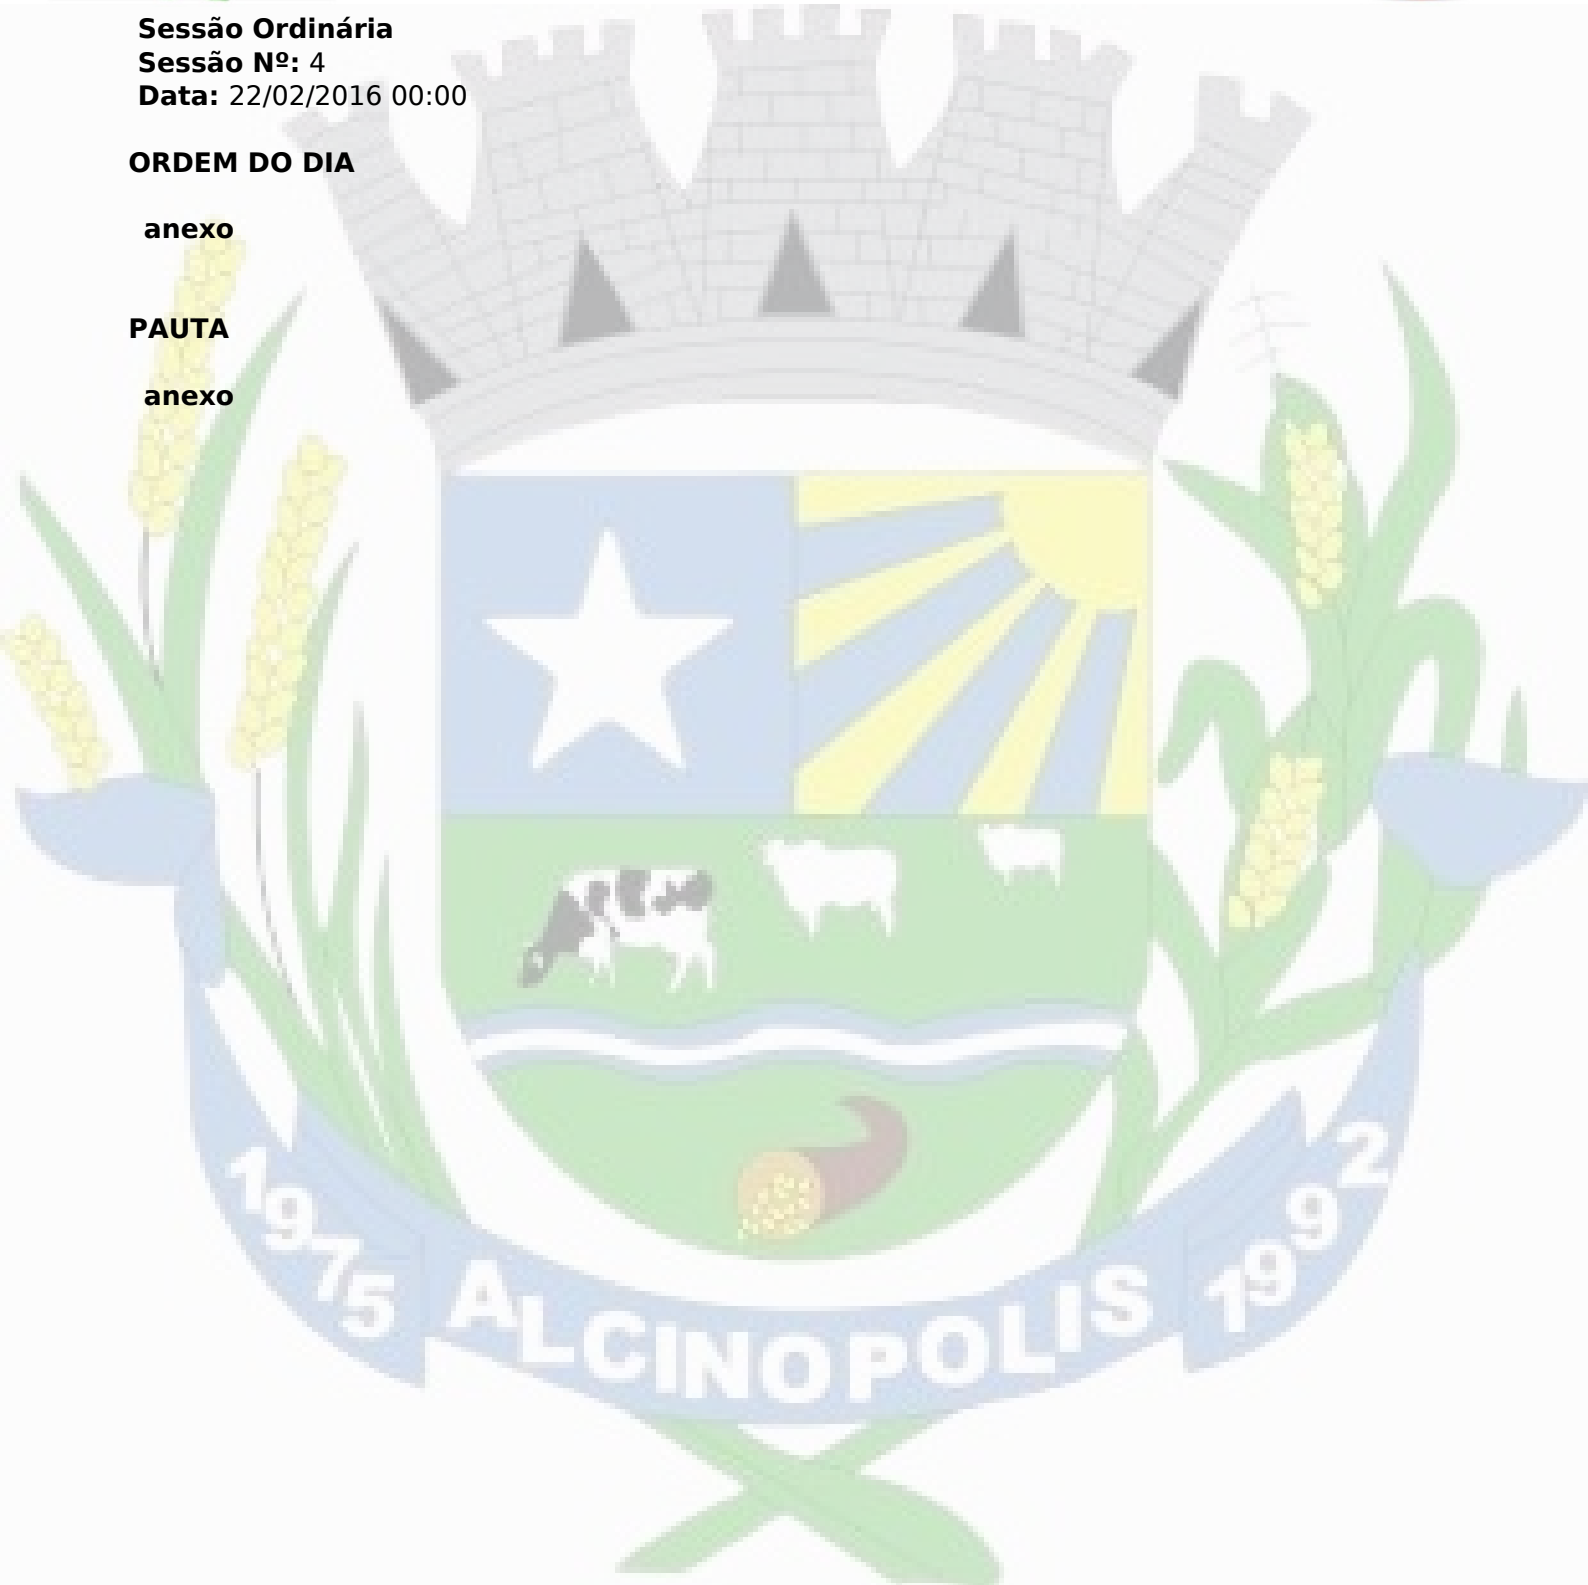 Sessão Ordinária
Sessão Nº: 4
Data: 22/02/2016 00:00
ORDEM DO DIA
anexo
PAUTA
anexo
1975 ALCINOPOLIS 1992